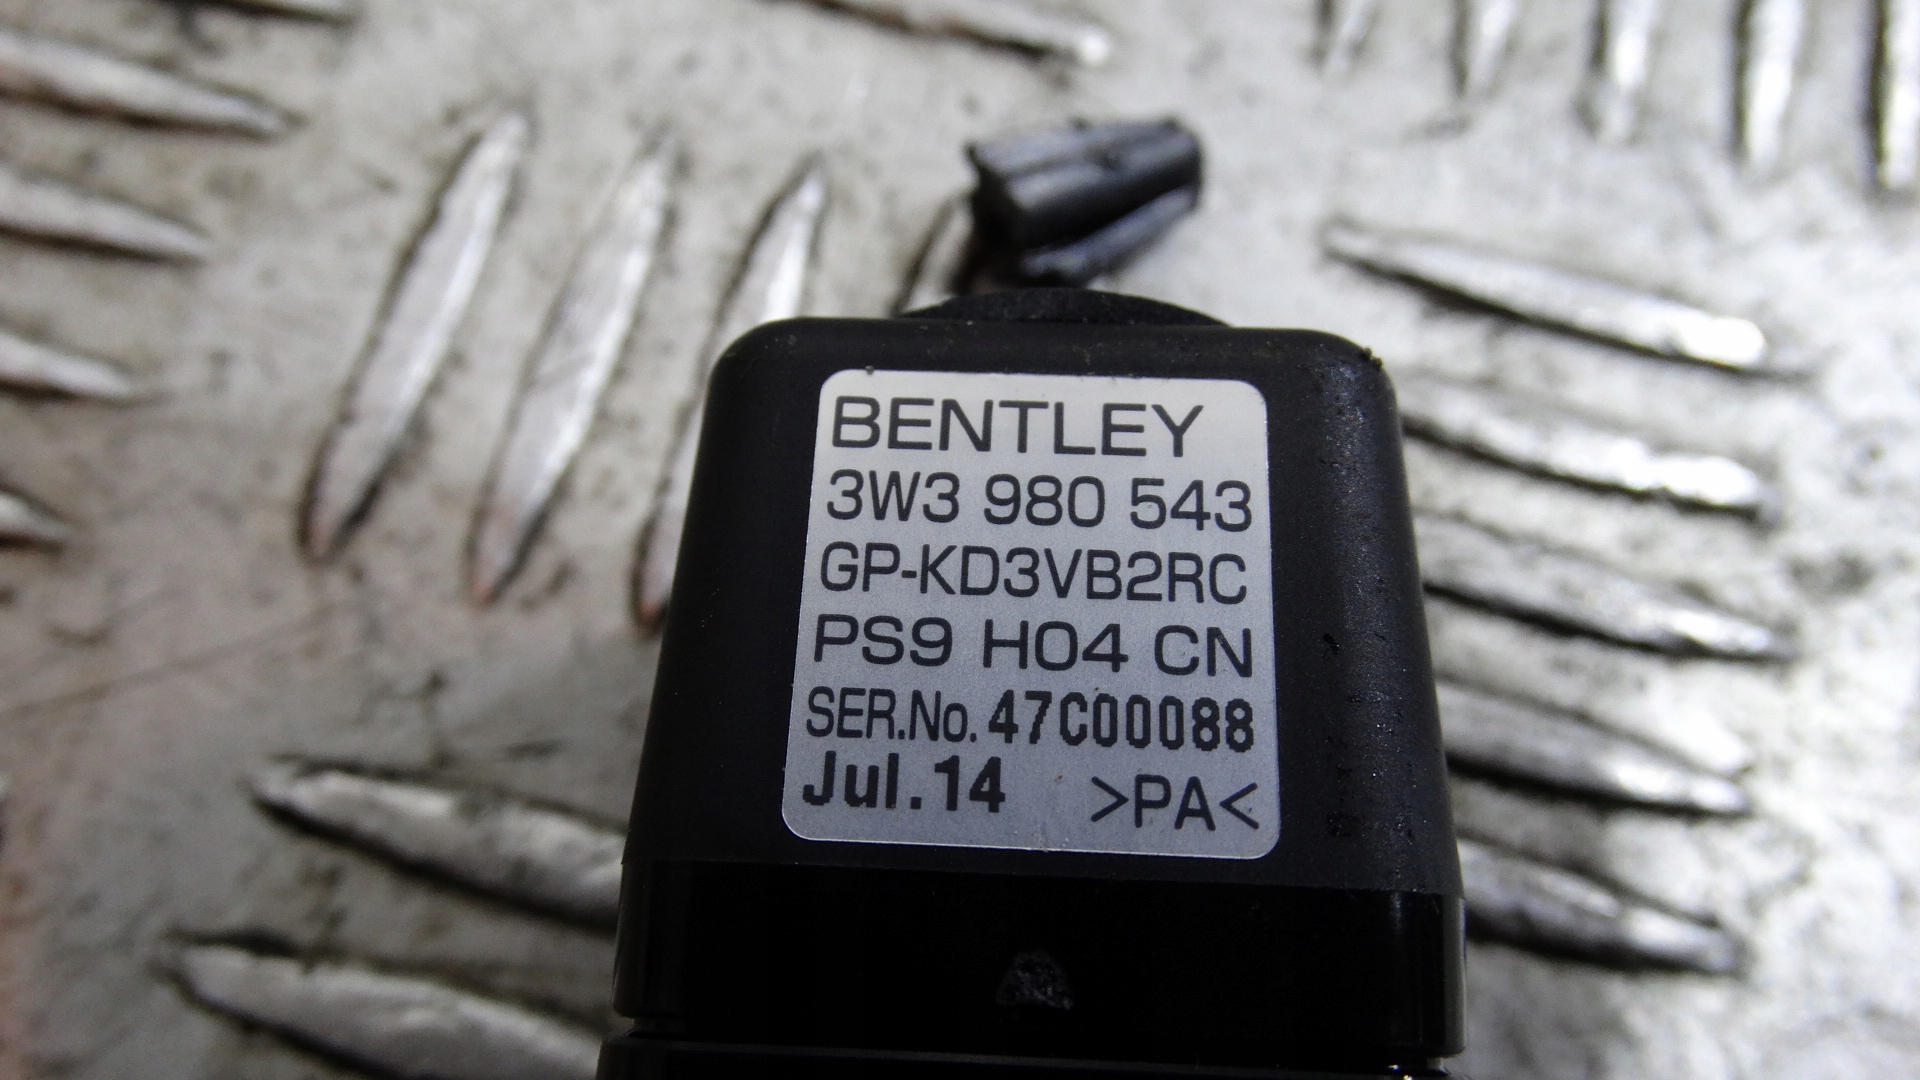 BENTLEY
3W3 980 543
GP-KD3VB2RC
PS9 H04 CN
SER.No. 47C00088
Jul.14 >PA<